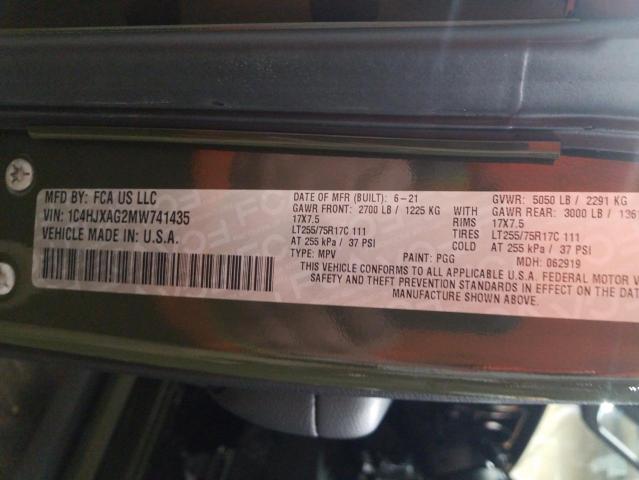 MFD BY: FCA US LLC
VIN: 1C4HJXAG2MW741435
VEHICLE MADE IN U.S.A.
DATE OF MFR (BUILT): 6-21 GVWR: 5050 LB / 2291 KG
GAWR FRONT: 2700 LB / 1225 KG WITH GAWR REAR: 3000 LB / 136
17X7.5 RIMS 17X7.5
LT255/75R17C 111 TIRES LT255/75R17C 111
AT 255 kPa / 37 PSI COLD AT 255 kPa / 37 PSI
TYPE: MPV PAINT: PGG MDH: 062919
THIS VEHICLE CONFORMS TO ALL APPLICABLE U.S.A. FEDERAL MOTOR V
SAFETY AND THEFT PREVENTION STANDARDS IN EFFECT ON THE DAT
MANUFACTURE SHOWN ABOVE.